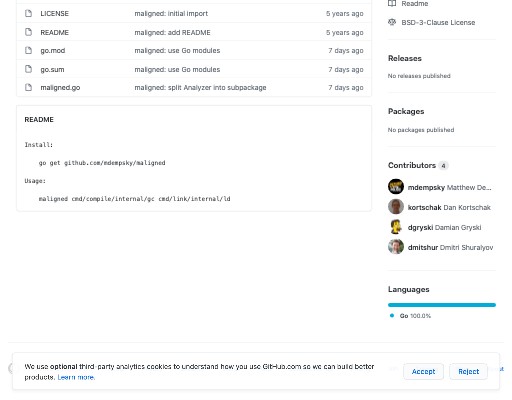 Readme
LICENSE maligned: initial import 5 years ago
BSD-3-Clause License
README maligned: add README 5 years ago
go.mod maligned: use Go modules 7 days ago
go.sum maligned: use Go modules 7 days ago
maligned.go maligned: split Analyzer into subpackage 7 days ago
Releases
No releases published
Packages
No packages published
README
Install:
go get github.com/mdempsky/maligned
Usage:
maligned cmd/compile/internal/gc cmd/link/internal/ld
Contributors 4
mdempsky Matthew De...
kortschak Dan Kortschak
dgryski Damian Gryski
dmitshur Dmitri Shuralyov
Languages
Go 100.0%
We use optional third-party analytics cookies to understand how you use GitHub.com so we can build better
products. Learn more.
Accept
Reject